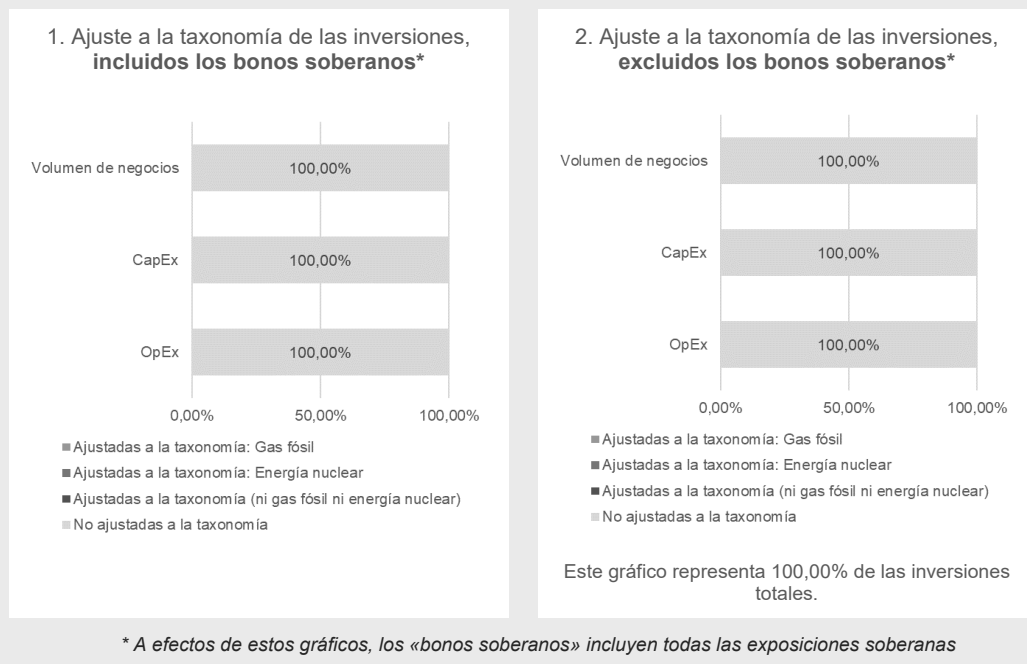 1. Ajuste a la taxonomía de las inversiones,
incluidos los bonos soberanos*
Volumen de negocios
100,00%
CapEx
100,00%
OpEx
100,00%
0,00%
50,00%
100,00%
Ajustadas a la taxonomía: Gas fósil
Ajustadas a la taxonomía: Energía nuclear
Ajustadas a la taxonomía (ni gas fósil ni energía nuclear)
No ajustadas a la taxonomía
2. Ajuste a la taxonomía de las inversiones,
excluidos los bonos soberanos*
Volumen de negocios
100,00%
CapEx
100,00%
OpEx
100,00%
0,00%
50,00%
100,00%
Ajustadas a la taxonomía: Gas fósil
Ajustadas a la taxonomía: Energía nuclear
Ajustadas a la taxonomía (ni gas fósil ni energía nuclear)
No ajustadas a la taxonomía
Este gráfico representa 100,00% de las inversiones
totales.
* A efectos de estos gráficos, los «bonos soberanos» incluyen todas las exposiciones soberanas